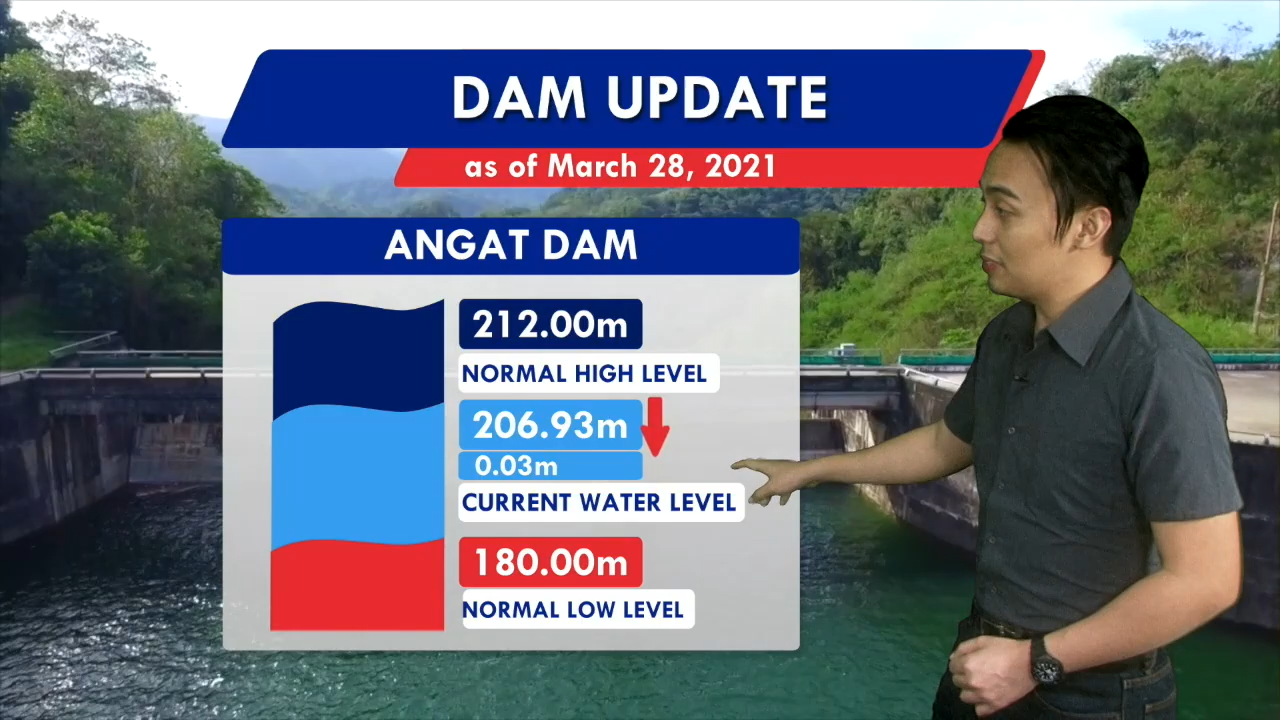 DAM UPDATE
as of March 28, 2021
ANGAT DAM
212.00m
NORMAL HIGH LEVEL
206.93m
0.03m
CURRENT WATER LEVEL
180.00m
NORMAL LOW LEVEL